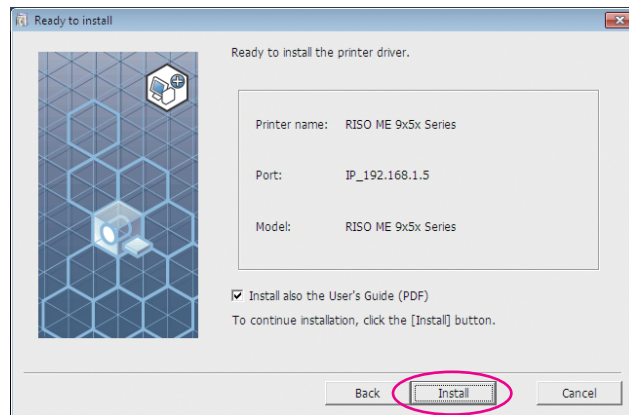 Ready to install
Ready to install the printer driver.
Printer name: RISO ME 9x5x Series
Port: IP_192.168.1.5
Model: RISO ME 9x5x Series
Install also the User's Guide (PDF)
To continue installation, click the [Install] button.
Back Install Cancel